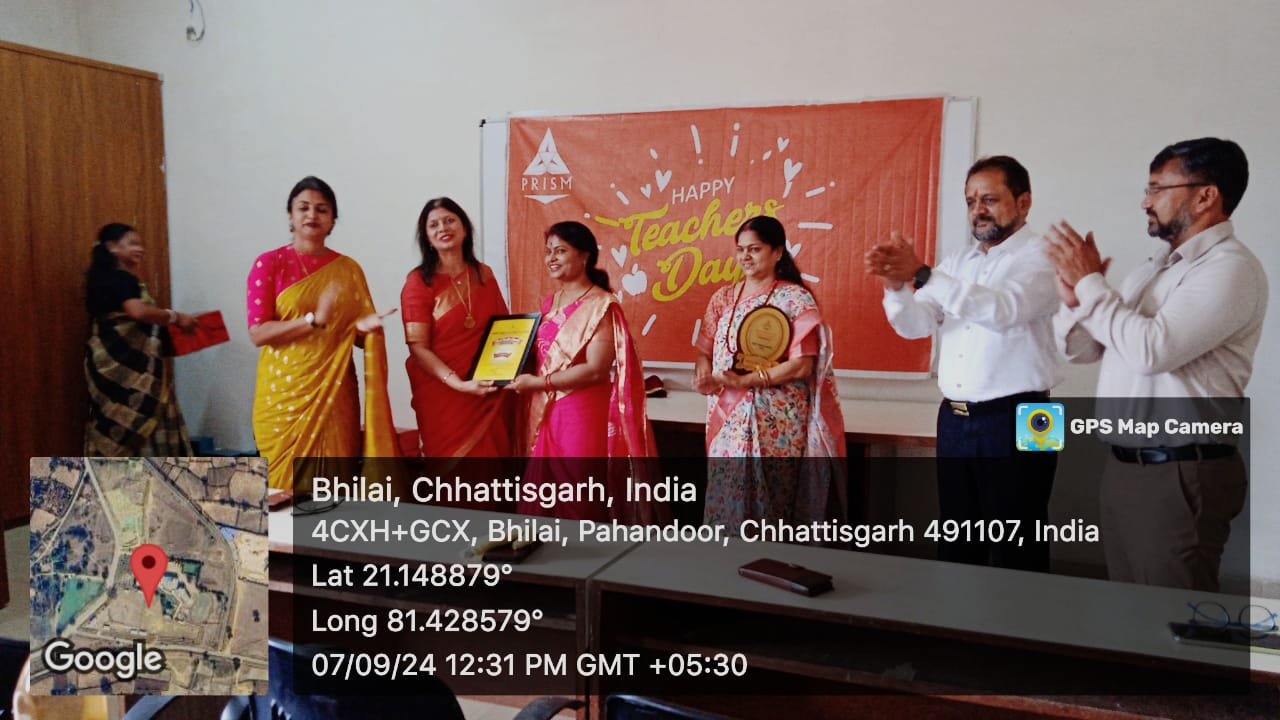 PRISM
HAPPY
Teachers
Day
GPS Map Camera
Bhilai, Chhattisgarh, India
4CXH+GCX, Bhilai, Pahandoor, Chhattisgarh 491107, India
Lat 21.148879°
Long 81.428579°
07/09/24 12:31 PM GMT +05:30
Google